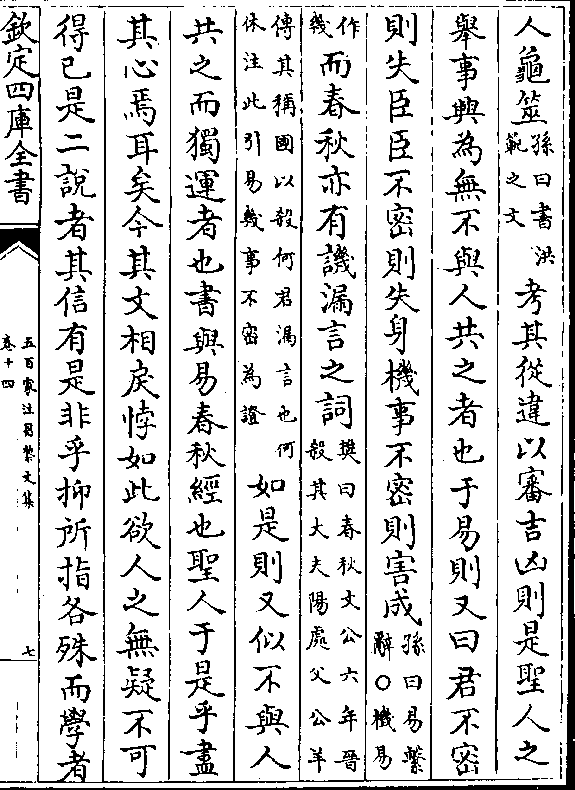 人龜筮孫曰書洪範之文考其從違以審吉凶則是聖人之
舉事興為無不與人共之者也于易則又曰君不密
則失臣臣不密則失身機事不密則害成孫曰易繫辭○機易
作幾而春秋亦有譏漏言之詞樊曰春秋文公六年晉殺其大夫陽處父公羊
傳其稱國以殺何君漏言也何休注此引易幾事不密為證如是則又似不與人
共之而獨運者也書與易春秋經也聖人于是乎盡
其心焉耳矣今其文相戾悖如此欲人之無疑不可
得已是二說者其信有是非乎抑所指各殊而學者
欽定四庫全書
五百家注昌黎文集
卷十四
七